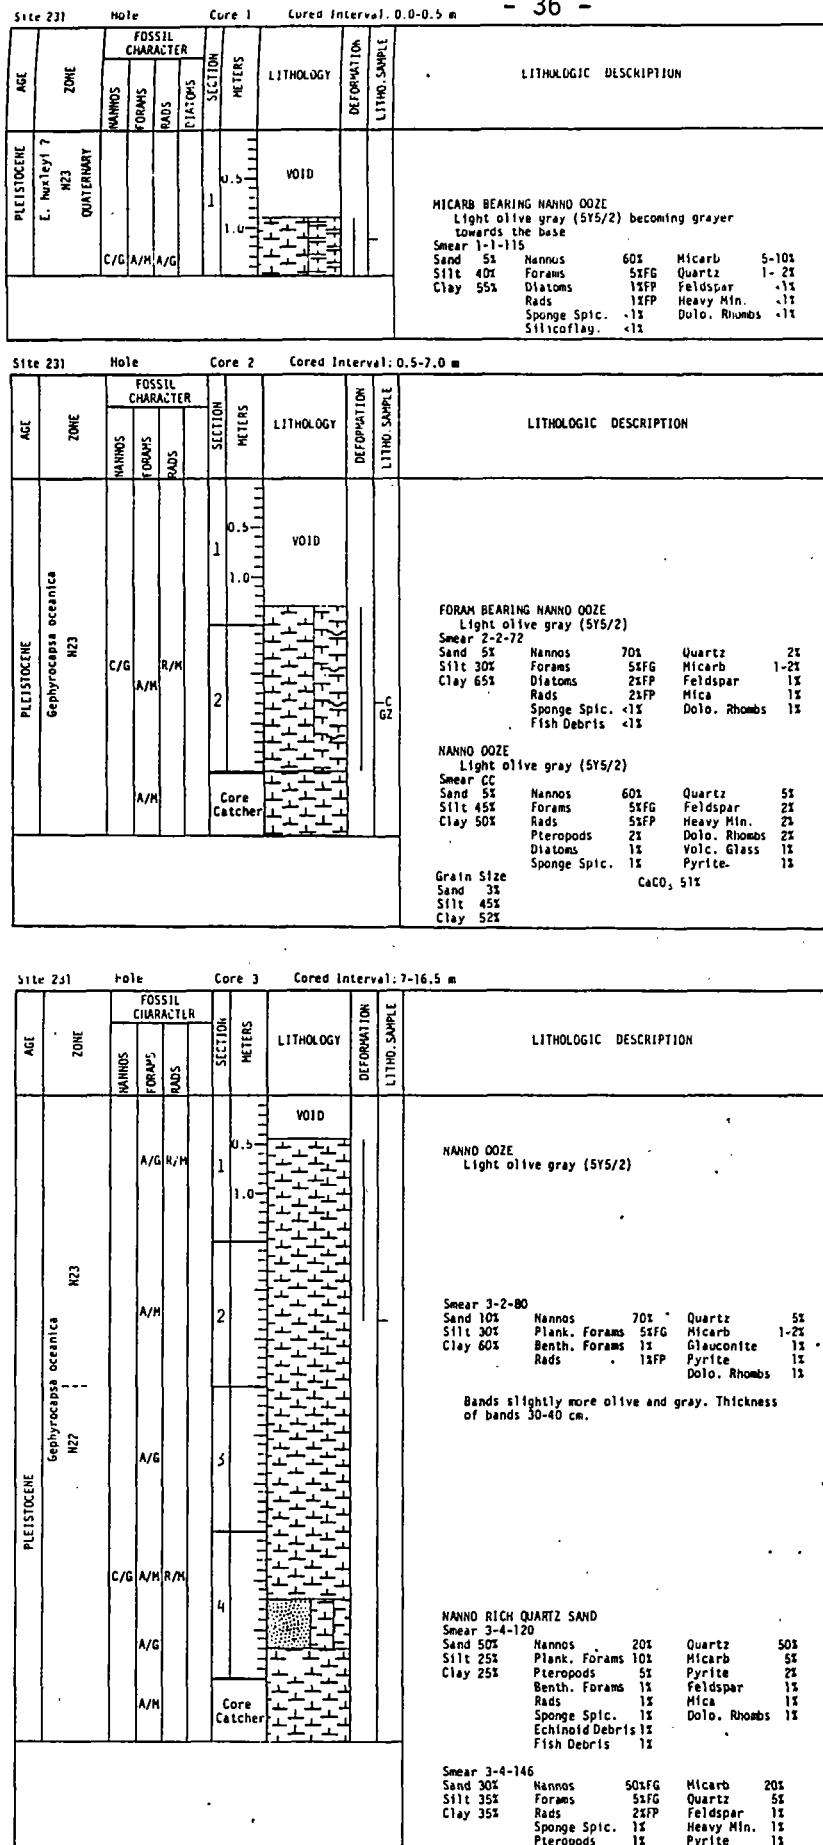 - 36 -
Site 231 Hole Core 1 Cored Interval: 0.0-0.5 m
AGE
ZONE
FOSSIL CHARACTER
NANNOS
FORAMS
RADS
DIATOMS
SECTION
METERS
LITHOLOGY
DEFORMATION
LITHO.SAMPLE
LITHOLOGIC DESCRIPTION
PLEISTOCENE
E. huxleyi ?
N23
QUATERNARY
C/G A/M A/G
1
0.5
1.0
VOID
MICARB BEARING NANNO OOZE
Light olive gray (5Y5/2) becoming grayer
towards the base
Smear 1-1-115
Sand 5% Nannos 60% Micarb 5-10%
Silt 40% Forams 5%FG Quartz 1- 2%
Clay 55% Diatoms 1%FP Feldspar <1%
Rads 1%FP Heavy Min. <1%
Sponge Spic. <1% Dolo. Rhombs <1%
Silicoflag. <1%
Site 231 Hole Core 2 Cored Interval: 0.5-7.0 m
AGE
ZONE
FOSSIL CHARACTER
NANNOS
FORAMS
RADS
SECTION
METERS
LITHOLOGY
DEFORMATION
LITHO.SAMPLE
LITHOLOGIC DESCRIPTION
PLEISTOCENE
Gephyrocapsa oceanica
N23
C/G
A/M
R/M
A/M
1
2
0.5
1.0
VOID
Core
Catcher
C
GZ
FORAM BEARING NANNO OOZE
Light olive gray (5Y5/2)
Smear 2-2-72
Sand 5% Nannos 70% Quartz 2%
Silt 30% Forams 5%FG Micarb 1-2%
Clay 65% Diatoms 2%FP Feldspar 1%
Rads 2%FP Mica 1%
Sponge Spic. <1% Dolo. Rhombs 1%
Fish Debris <1%
NANNO OOZE
Light olive gray (5Y5/2)
Smear CC
Sand 5% Nannos 60% Quartz 5%
Silt 45% Forams 5%FG Feldspar 2%
Clay 50% Rads 5%FP Heavy Min. 2%
Pteropods 2% Dolo. Rhombs 2%
Diatoms 1% Volc. Glass 1%
Sponge Spic. 1% Pyrite 1%
Grain Size CaCO3 51%
Sand 3%
Silt 45%
Clay 52%
Site 231 Hole Core 3 Cored Interval: 7-16.5 m
AGE
ZONE
FOSSIL CHARACTER
NANNOS
FORAMS
RADS
SECTION
METERS
LITHOLOGY
DEFORMATION
LITHO.SAMPLE
LITHOLOGIC DESCRIPTION
PLEISTOCENE
Gephyrocapsa oceanica
N23
N22
A/G R/M
A/M
A/G
C/G A/M R/M
A/G
A/M
1
2
3
4
0.5
1.0
VOID
Core
Catcher
NANNO OOZE
Light olive gray (5Y5/2)
Smear 3-2-80
Sand 10% Nannos 70% Quartz 5%
Silt 30% Plank. Forams 5%FG Micarb 1-2%
Clay 60% Benth. Forams 1% Glauconite 1%
Rads 1%FP Pyrite 1%
Dolo. Rhombs 1%
Bands slightly more olive and gray. Thickness
of bands 30-40 cm.
NANNO RICH QUARTZ SAND
Smear 3-4-120
Sand 50% Nannos 20% Quartz 50%
Silt 25% Plank. Forams 10% Micarb 5%
Clay 25% Pteropods 5% Pyrite 2%
Benth. Forams 1% Feldspar 1%
Rads 1% Mica 1%
Sponge Spic. 1% Dolo. Rhombs 1%
Echinoid Debris 1%
Fish Debris 1%
Smear 3-4-146
Sand 30% Nannos 50%FG Micarb 20%
Silt 35% Forams 5%FG Quartz 5%
Clay 35% Rads 2%FP Feldspar 1%
Sponge Spic. 1% Heavy Min. 1%
Pteropods 1% Pyrite 1%